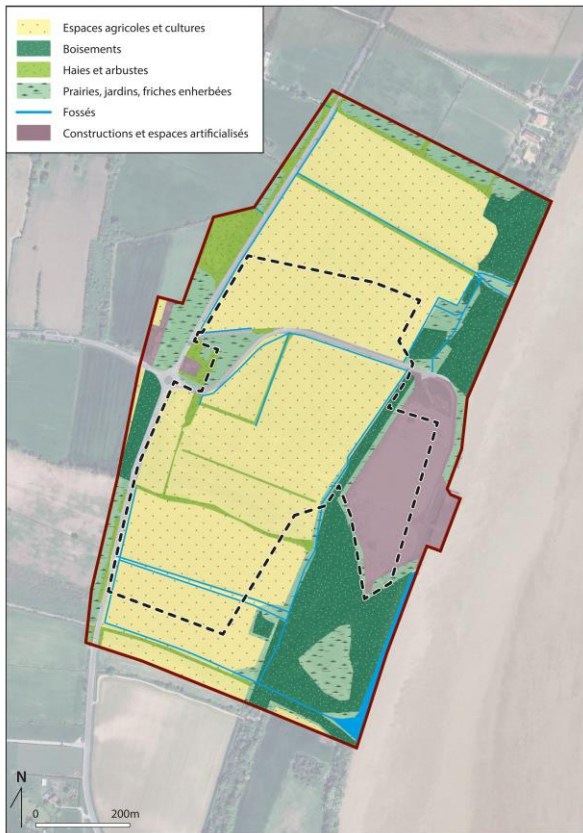 Espaces agricoles et cultures
Boisements
Haies et arbustes
Prairies, jardins, friches enherbées
Fossés
Constructions et espaces artificialisés
N
0 200m